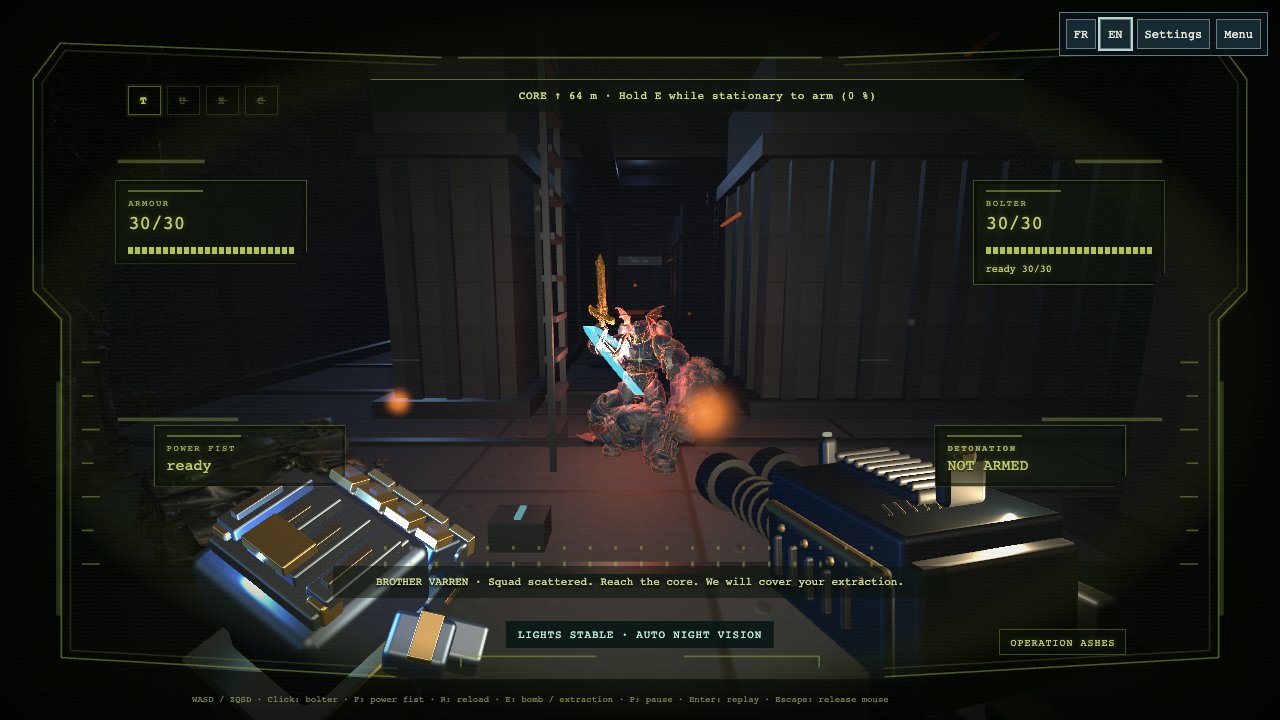 FR EN Settings Menu
CORE ↑ 64 m · Hold E while stationary to arm (0 %)
T U X C
ARMOUR
30/30
BOLTER
30/30
ready 30/30
POWER FIST
ready
DETONATION
NOT ARMED
BROTHER VARREN · Squad scattered. Reach the core. We will cover your extraction.
LIGHTS STABLE · AUTO NIGHT VISION
OPERATION ASHES
WASD / ZQSD · Click: bolter · F: power fist · R: reload · E: bomb / extraction · P: pause · Enter: replay · Escape: release mouse